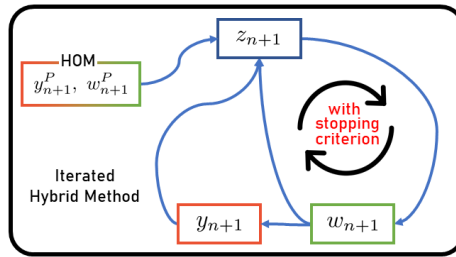 z_{n+1}
HOM
y^P_{n+1}, w^P_{n+1}
with
stopping
criterion
Iterated
Hybrid Method
y_{n+1}
w_{n+1}